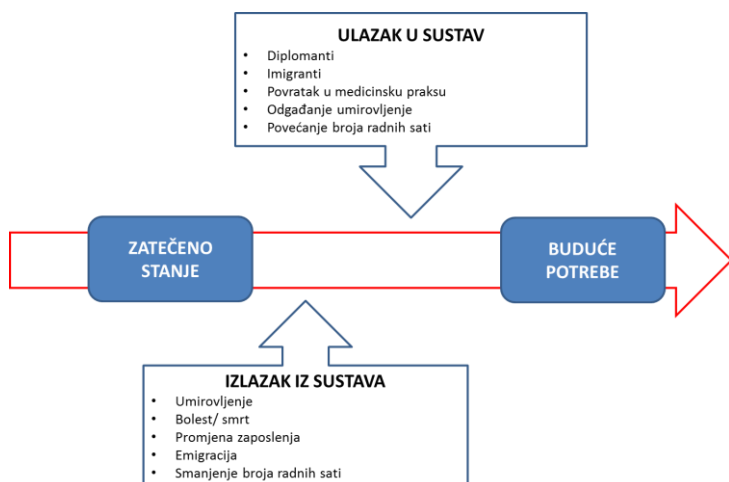 ULAZAK U SUSTAV
• Diplomanti
• Imigranti
• Povratak u medicinsku praksu
• Odgađanje umirovljenje
• Povećanje broja radnih sati
ZATEČENO
STANJE
BUDUĆE
POTREBE
IZLAZAK IZ SUSTAVA
• Umirovljenje
• Bolest/ smrt
• Promjena zaposlenja
• Emigracija
• Smanjenje broja radnih sati